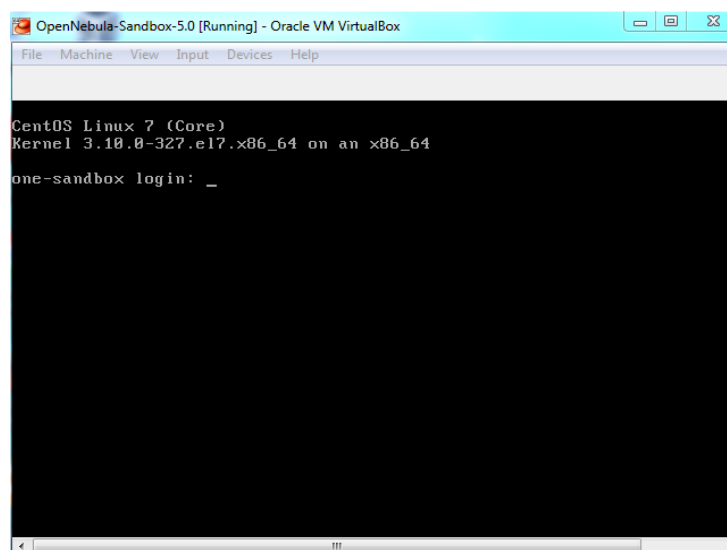 OpenNebula-Sandbox-5.0 [Running] - Oracle VM VirtualBox
File Machine View Input Devices Help
CentOS Linux 7 (Core)
Kernel 3.10.0-327.el7.x86_64 on an x86_64
one-sandbox login: _